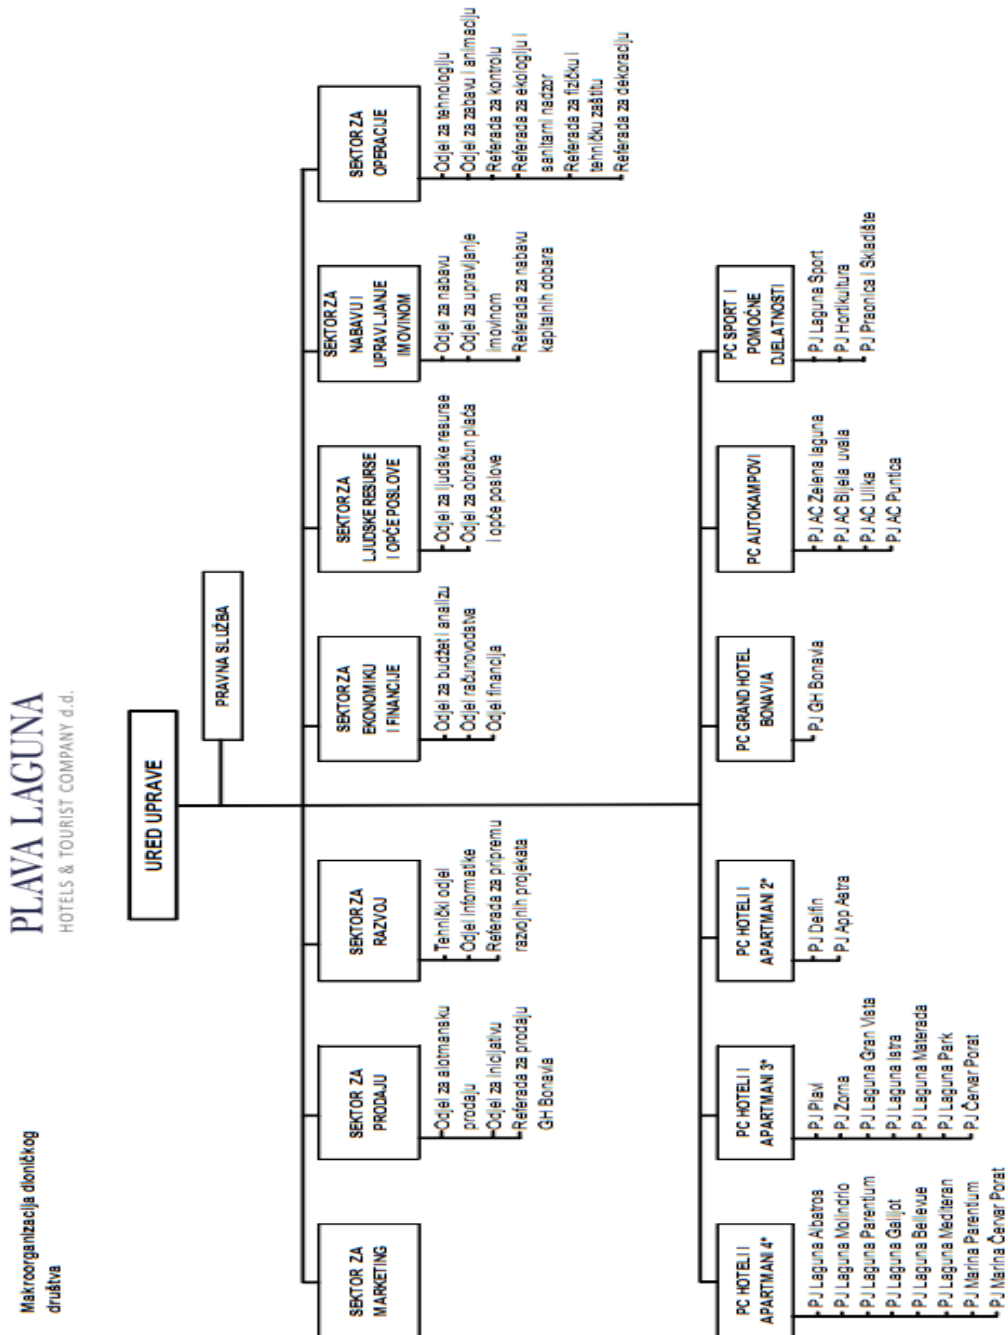 Makroorganizacija dioničkog
društva
PLAVA LAGUNA
HOTELS & TOURIST COMPANY d.d.
URED UPRAVE
PRAVNA SLUŽBA
SEKTOR ZA
MARKETING
SEKTOR ZA
PRODAJU
Odjel za alotmansku
prodaju
Odjel za inicijativu
Referada za prodaju
GH Bonavia
SEKTOR ZA
RAZVOJ
Tehnički odjel
Odjel informatike
Referada za pripremu
razvojnih projekata
SEKTOR ZA
EKONOMIKU
I FINANCIJE
Odjel za budžet i analizu
Odjel računovodstva
Odjel financija
SEKTOR ZA
LJUDSKE RESURSE
I OPĆE POSLOVE
Odjel za ljudske resurse
Odjel za obračun plaća
i opće poslove
SEKTOR ZA
NABAVU I
UPRAVLJANJE
IMOVINOM
Odjel za nabavu
Odjel za upravljanje
imovinom
Referada za nabavu
kapitalnih dobara
SEKTOR ZA
OPERACIJE
Odjel za tehnologiju
Odjel za zabavu i animaciju
Referada za kontrolu
Referada za ekologiju i
sanitarni nadzor
Referada za fizičku i
tehničku zaštitu
Referada za dekoraciju
PC HOTELI I
APARTMANI 4*
PJ Laguna Albatros
PJ Laguna Molindrio
PJ Laguna Parentium
PJ Laguna Galijot
PJ Laguna Bellevue
PJ Laguna Mediteran
PJ Marina Parentium
PJ Marina Červar Porat
PC HOTELI I
APARTMANI 3*
PJ Plavi
PJ Zorna
PJ Laguna Gran Vista
PJ Laguna Istra
PJ Laguna Materada
PJ Laguna Park
PJ Červar Porat
PC HOTELI I
APARTMANI 2*
PJ Delfin
PJ App Astra
PC GRAND HOTEL
BONAVIA
PJ GH Bonavia
PC AUTOKAMPOVI
PJ AC Zelena laguna
PJ AC Bijela uvala
PJ AC Ulika
PJ AC Puntica
PC SPORT I
POMOĆNE
DJELATNOSTI
PJ Laguna Sport
PJ Hortikultura
PJ Praonica i Skladište